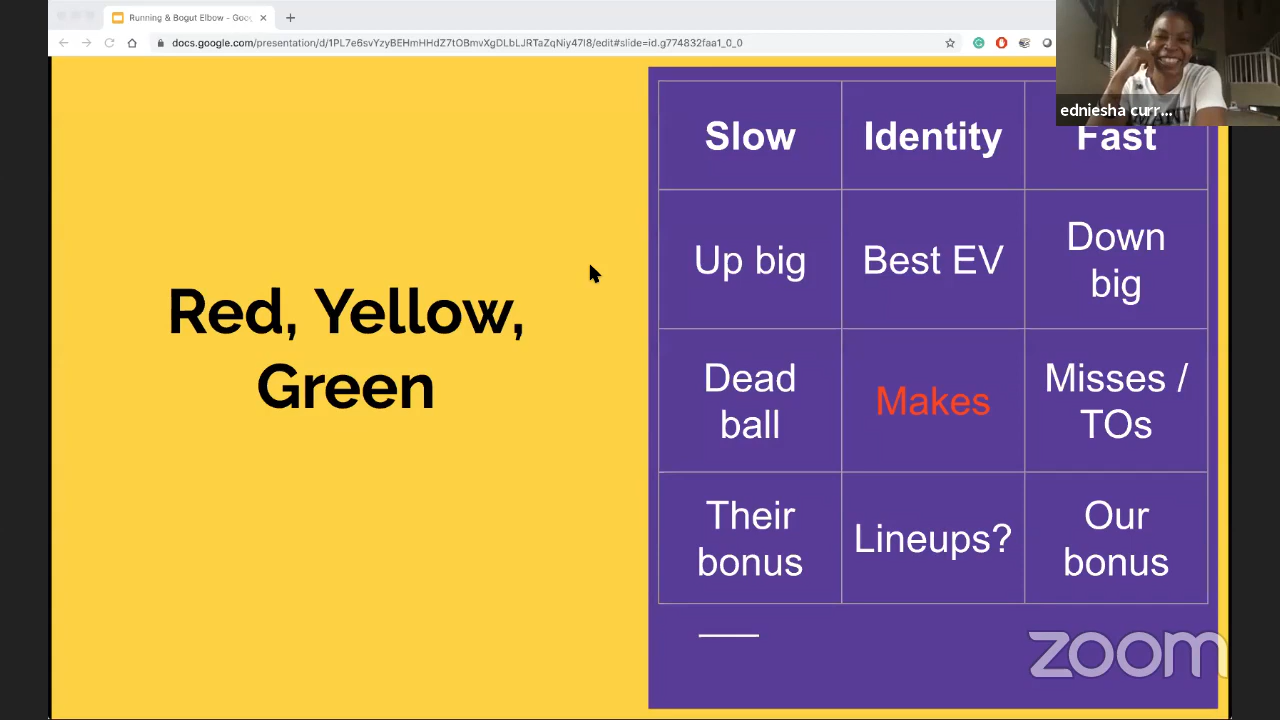 Running & Bogut Elbow - Goo
docs.google.com/presentation/d/1PL7e6svYzyBEHmHHdZ7tOBmvXgDLbLJRTaZqNiy47I8/edit#slide=id.g774832faa1_0_0
edniesha curr...
Red, Yellow,
Green
Slow
Identity
Fast
Up big
Best EV
Down
big
Dead
ball
Makes
Misses /
TOs
Their
bonus
Lineups?
Our
bonus
zoom